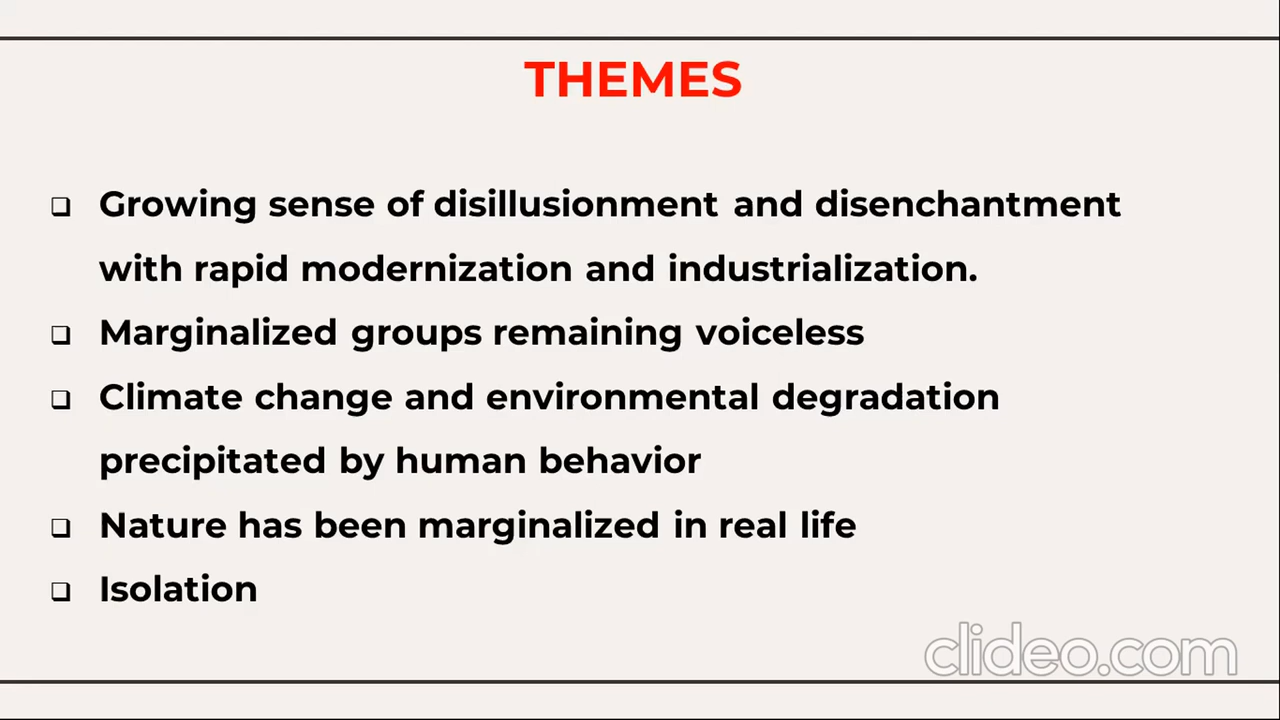 THEMES
❑ Growing sense of disillusionment and disenchantment
with rapid modernization and industrialization.
❑ Marginalized groups remaining voiceless
❑ Climate change and environmental degradation
precipitated by human behavior
❑ Nature has been marginalized in real life
❑ Isolation
clideo.com